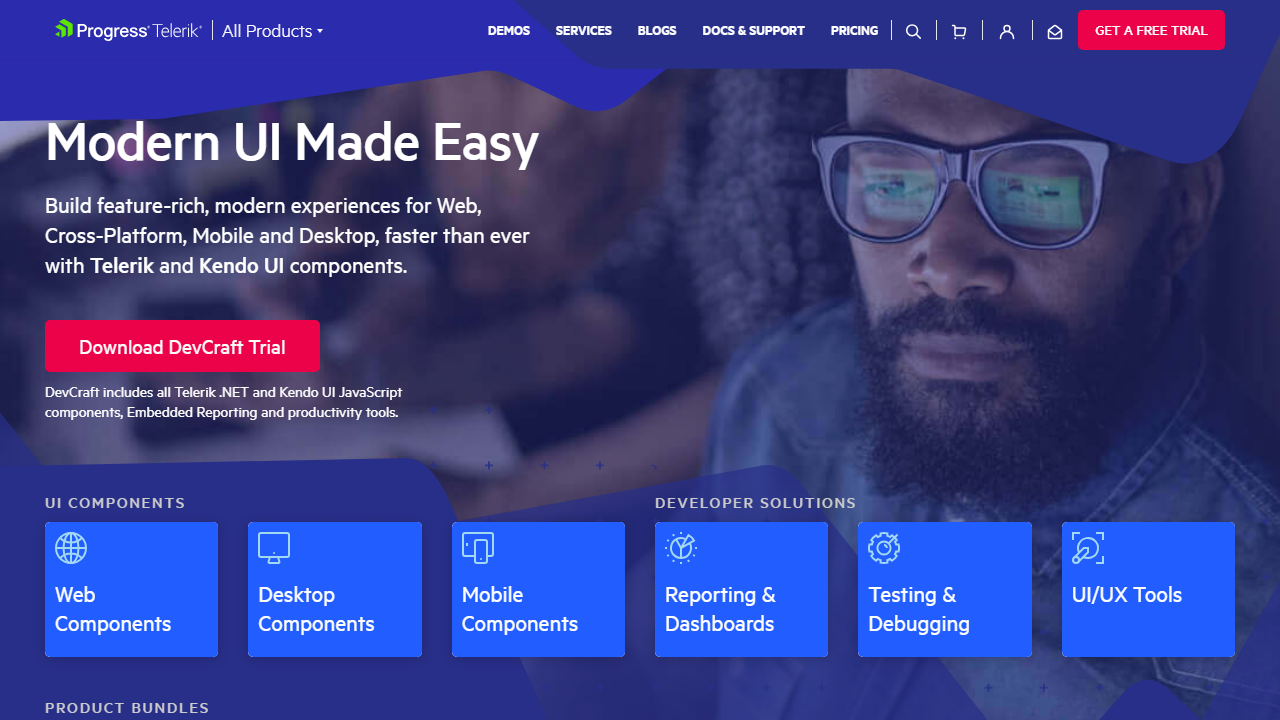 Progress Telerik
All Products
DEMOS
SERVICES
BLOGS
DOCS & SUPPORT
PRICING
GET A FREE TRIAL
Modern UI Made Easy
Build feature-rich, modern experiences for Web,
Cross-Platform, Mobile and Desktop, faster than ever
with Telerik and Kendo UI components.
Download DevCraft Trial
DevCraft includes all Telerik .NET and Kendo UI JavaScript
components, Embedded Reporting and productivity tools.
UI COMPONENTS
Web
Components
Desktop
Components
Mobile
Components
DEVELOPER SOLUTIONS
Reporting &
Dashboards
Testing &
Debugging
UI/UX Tools
PRODUCT BUNDLES